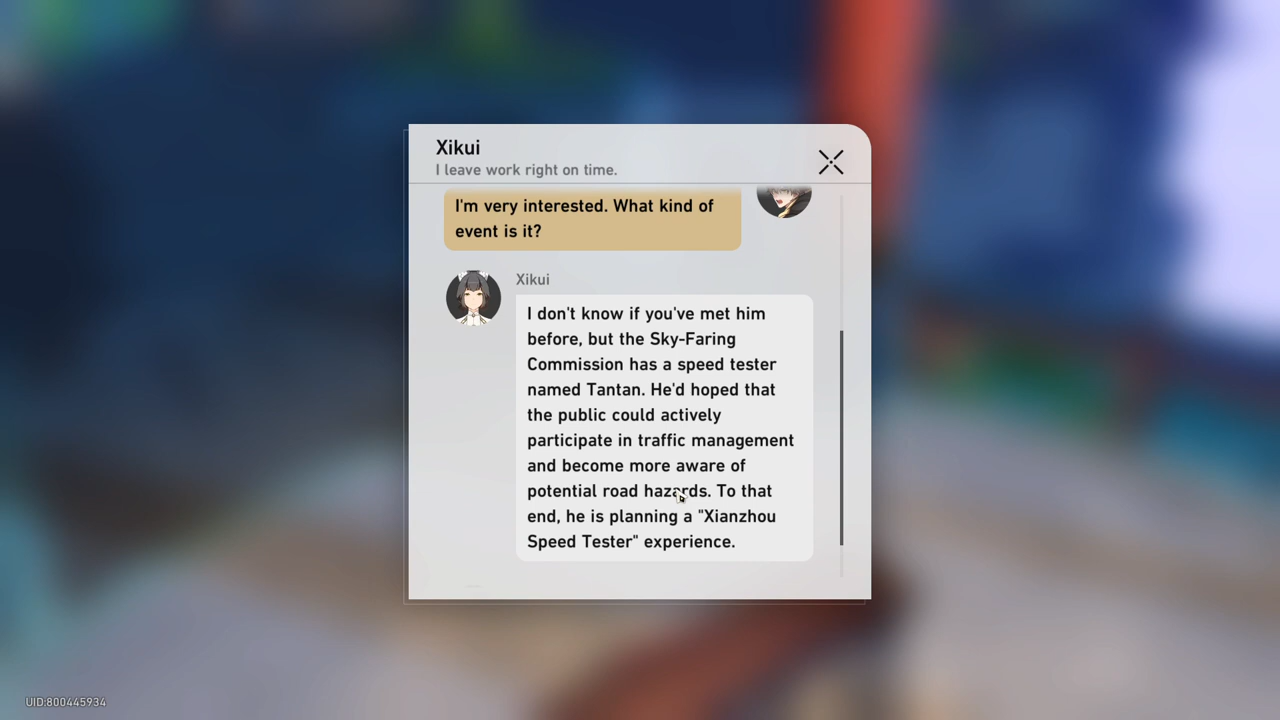 Xikui
I leave work right on time.
I'm very interested. What kind of
event is it?
Xikui
I don't know if you've met him
before, but the Sky-Faring
Commission has a speed tester
named Tantan. He'd hoped that
the public could actively
participate in traffic management
and become more aware of
potential road hazards. To that
end, he is planning a "Xianzhou
Speed Tester" experience.
UID:800445934